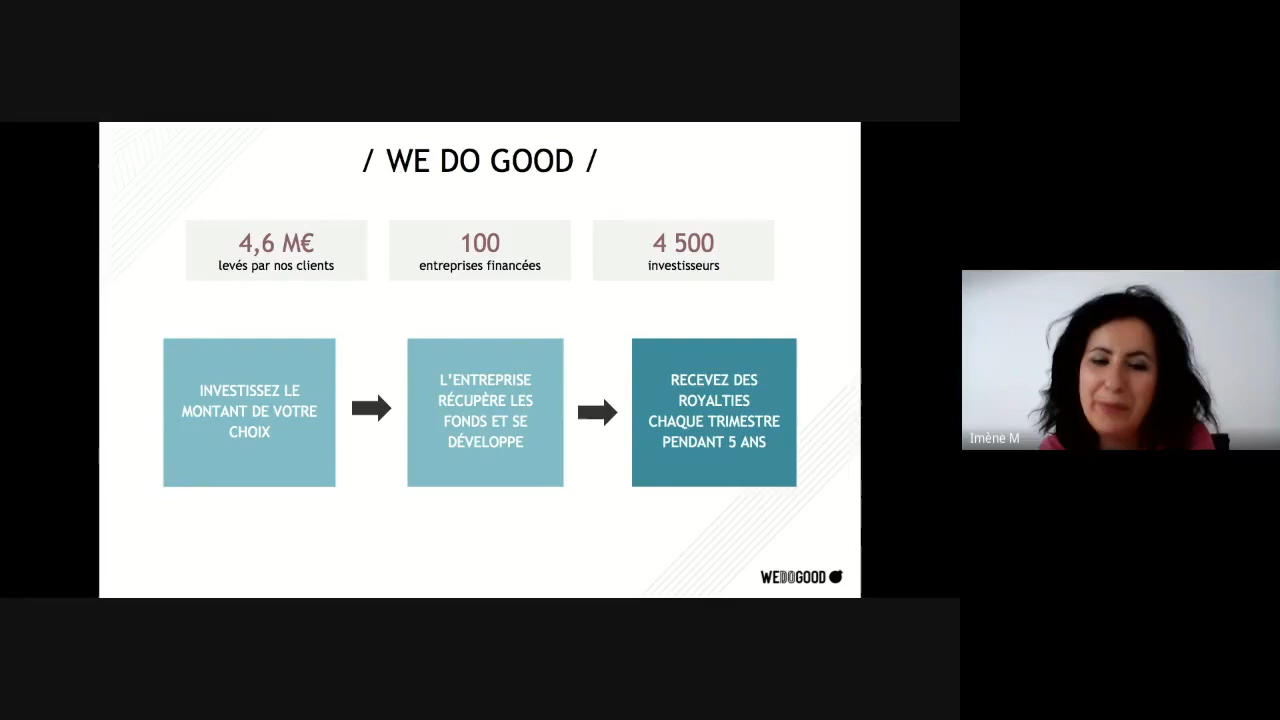 / WE DO GOOD /
4,6 M€
levés par nos clients
100
entreprises financées
4 500
investisseurs
INVESTISSEZ LE
MONTANT DE VOTRE
CHOIX
L'ENTREPRISE
RÉCUPÈRE LES
FONDS ET SE
DÉVELOPPE
RECEVEZ DES
ROYALTIES
CHAQUE TRIMESTRE
PENDANT 5 ANS
WEDOGOOD
Imène M